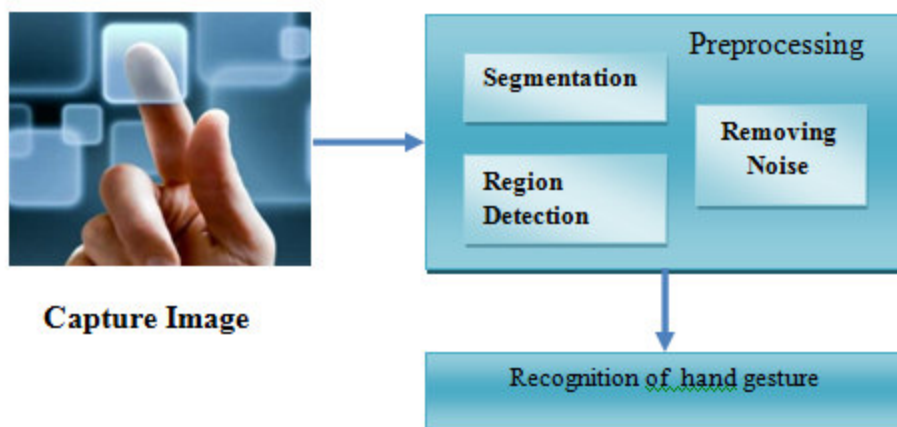 Preprocessing
Segmentation
Removing
Noise
Region
Detection
Capture Image
Recognition of hand gesture